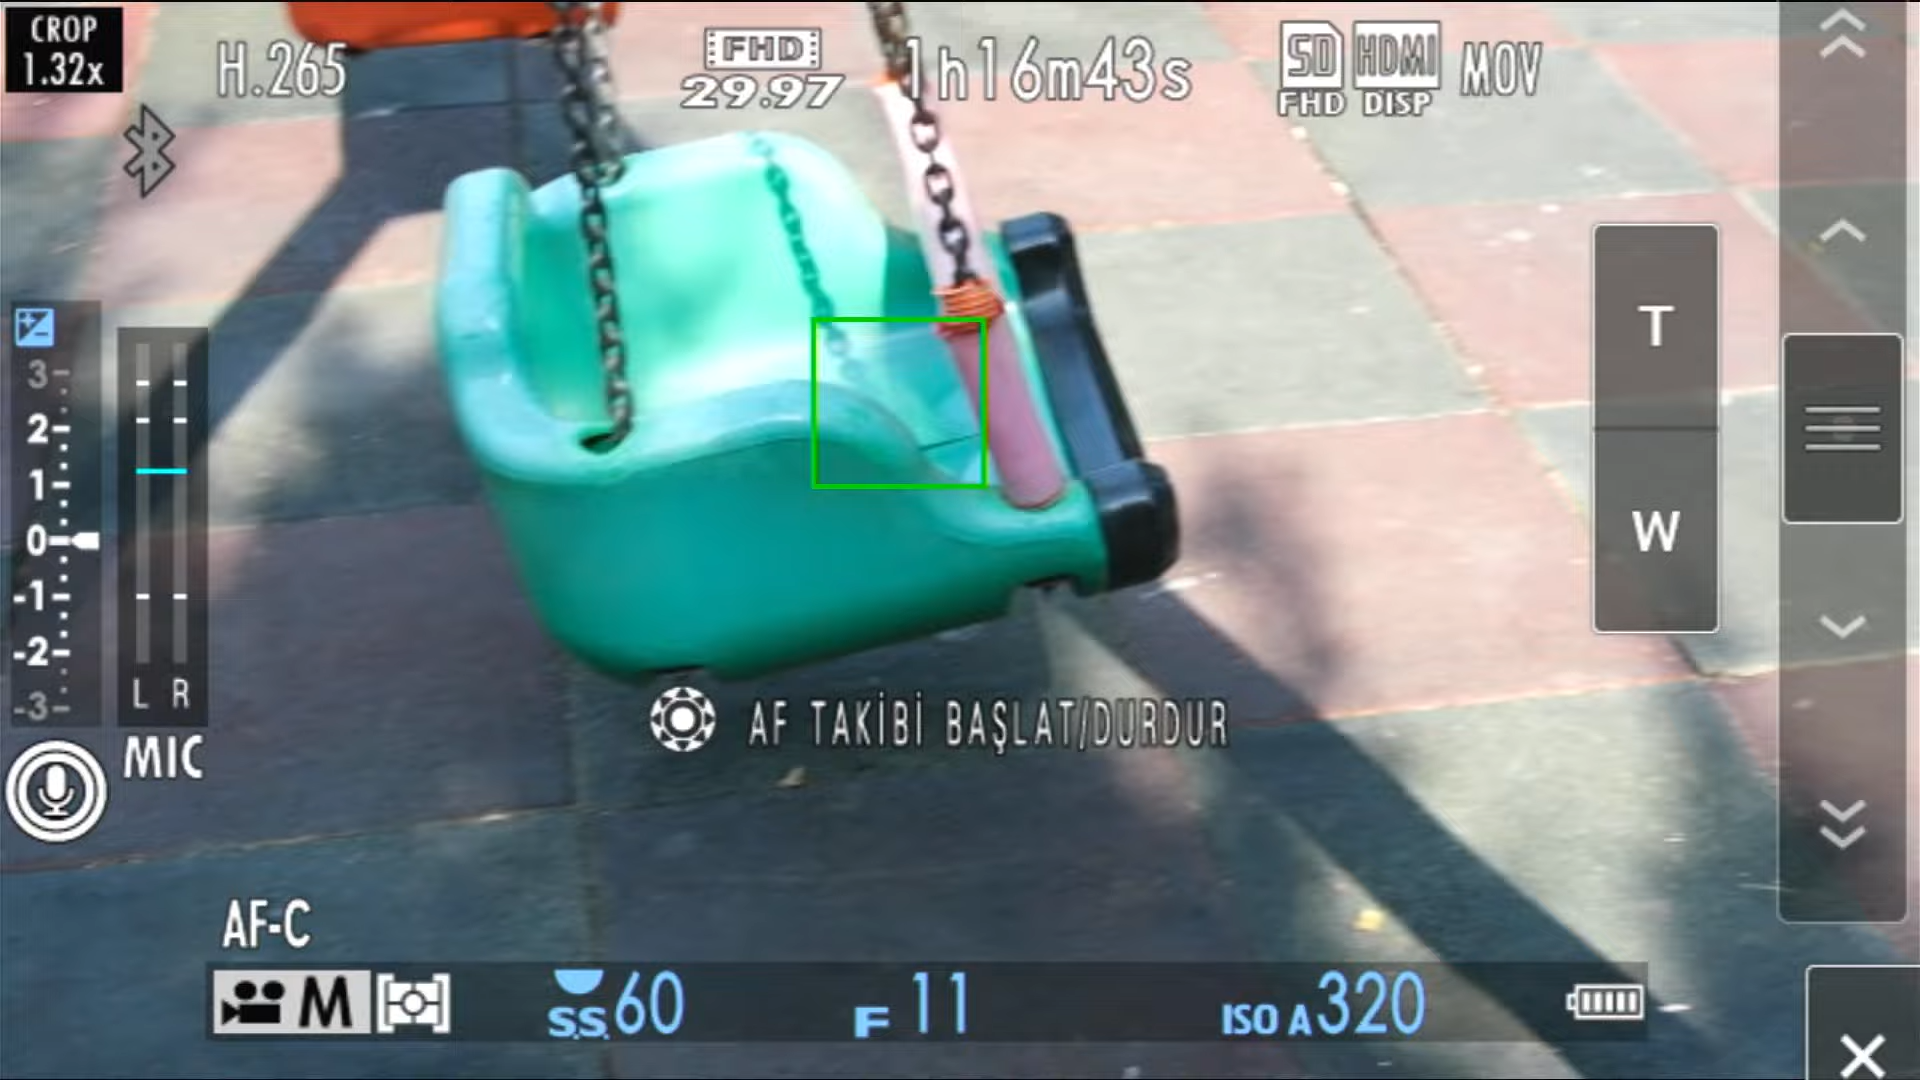 CROP
1.32x
H.265
FHD
29.97
1h16m43s
SD
FHD
HDMI
DISP
MOV
3
2
1
0
-1
-2
-3
L R
MIC
T
W
AF TAKİBİ BAŞLAT/DURDUR
AF-C
M
S.S. 60
F 11
ISO A 320